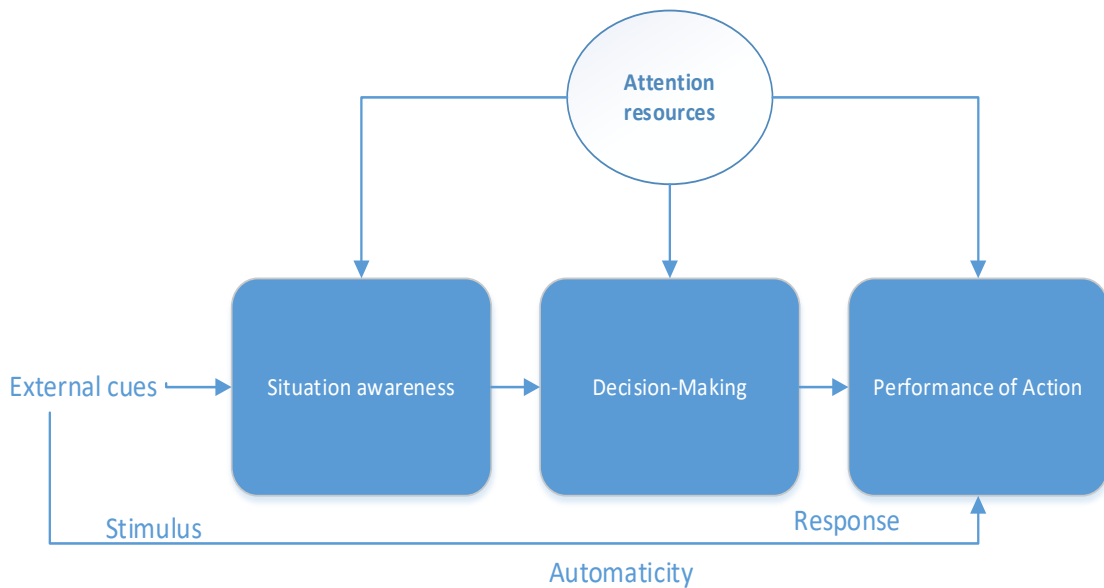 Attention
resources
External cues
Situation awareness
Decision-Making
Performance of Action
Stimulus
Response
Automaticity